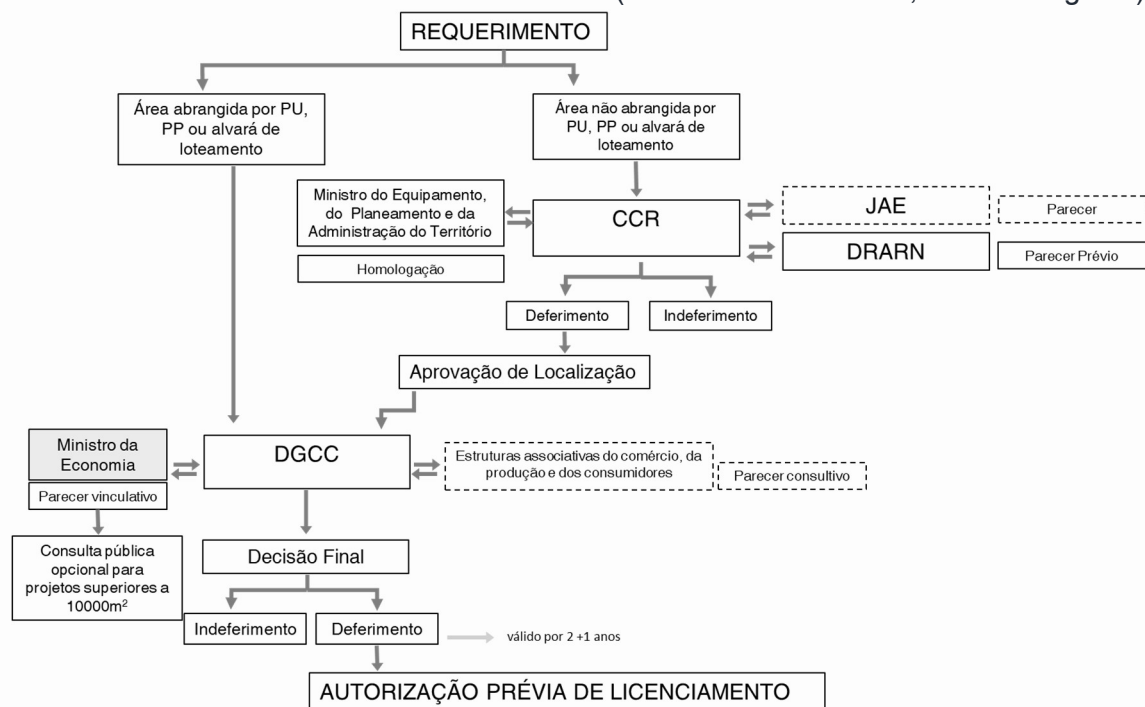 REQUERIMENTO
Área abrangida por PU,
PP ou alvará de
loteamento
Área não abrangida por
PU, PP ou alvará de
loteamento
Ministro do Equipamento,
do Planeamento e da
Administração do Território
Homologação
CCR
JAE
Parecer
DRARN
Parecer Prévio
Deferimento
Indeferimento
Aprovação de Localização
Ministro da
Economia
Parecer vinculativo
DGCC
Estruturas associativas do comércio, da
produção e dos consumidores
Parecer consultivo
Consulta pública
opcional para
projetos superiores a
10000m²
Decisão Final
Indeferimento
Deferimento
válido por 2 +1 anos
AUTORIZAÇÃO PRÉVIA DE LICENCIAMENTO